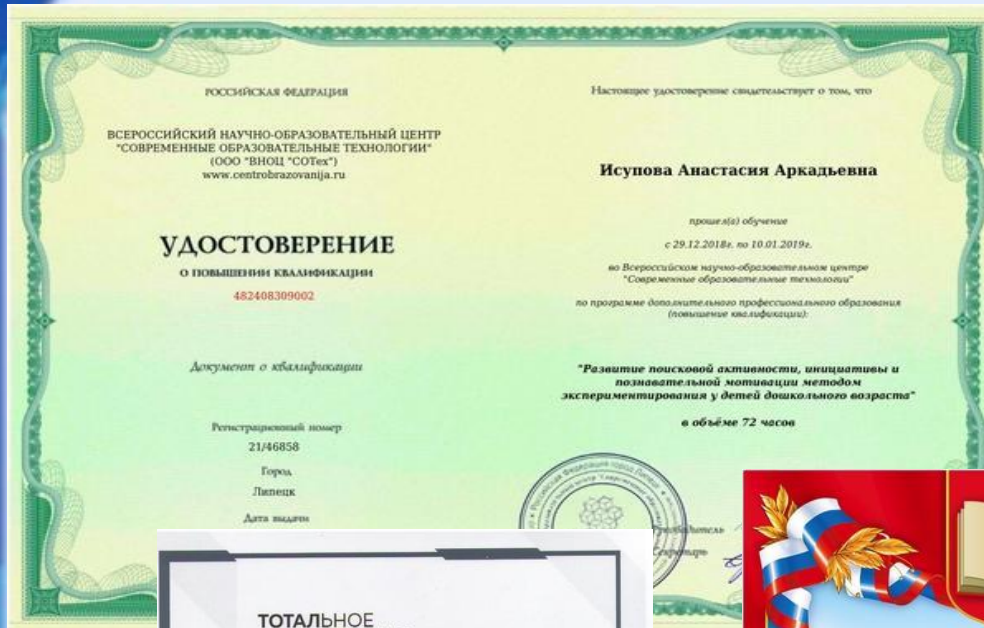 РОССИЙСКАЯ ФЕДЕРАЦИЯ
ВСЕРОССИЙСКИЙ НАУЧНО-ОБРАЗОВАТЕЛЬНЫЙ ЦЕНТР
"СОВРЕМЕННЫЕ ОБРАЗОВАТЕЛЬНЫЕ ТЕХНОЛОГИИ"
(ООО "ВНОЦ "СОТех")
www.centrobrazovanija.ru
УДОСТОВЕРЕНИЕ
О ПОВЫШЕНИИ КВАЛИФИКАЦИИ
482408309002
Документ о квалификации
Регистрационный номер
21/46858
Город
Липецк
Дата выдачи
Настоящее удостоверение свидетельствует о том, что
Исупова Анастасия Аркадьевна
прошел(а) обучение
с 29.12.2018г. по 10.01.2019г.
во Всероссийском научно-образовательном центре
"Современные образовательные технологии"
по программе дополнительного профессионального образования
(повышение квалификации):
"Развитие поисковой активности, инициативы и
познавательной мотивации методом
экспериментирования у детей дошкольного возраста"
в объёме 72 часов
Руководитель
Секретарь
ТОТАЛЬНОЕ